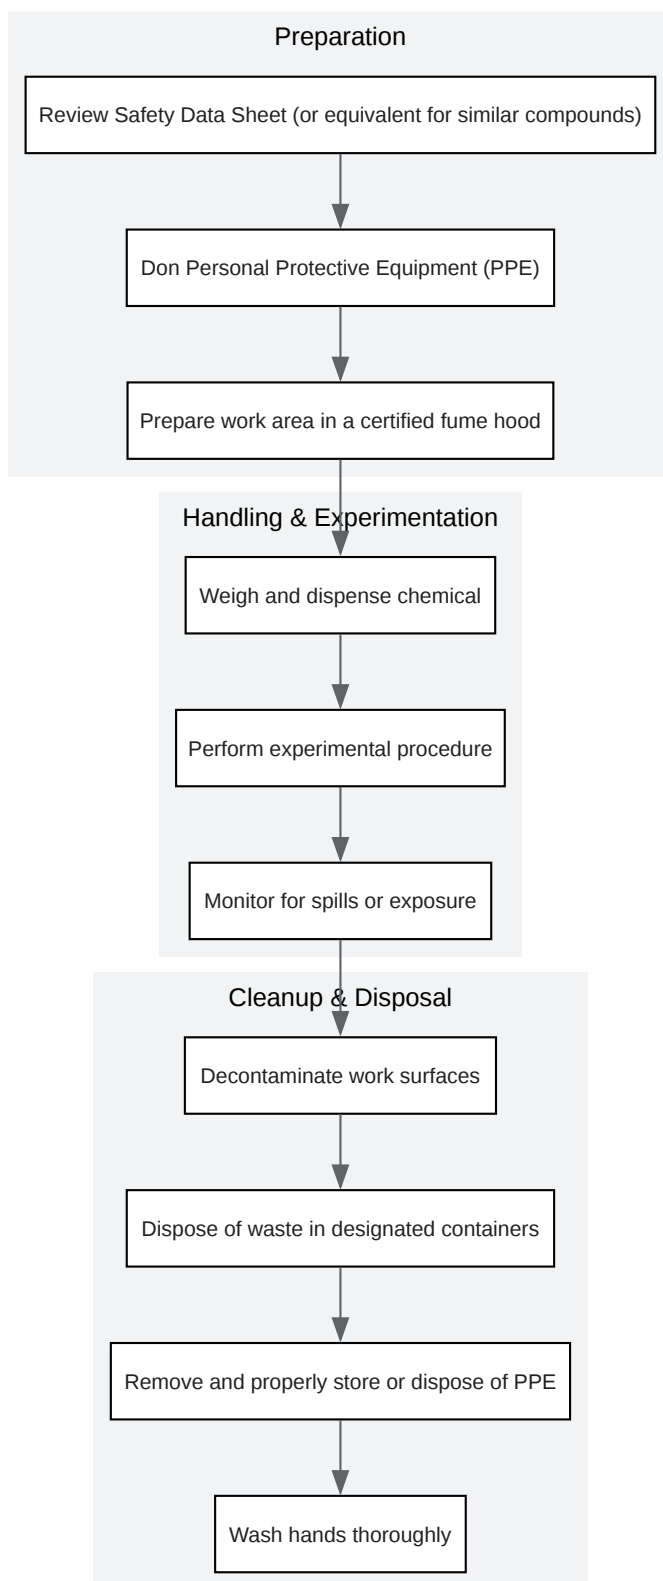 Preparation
Review Safety Data Sheet (or equivalent for similar compounds)
Don Personal Protective Equipment (PPE)
Prepare work area in a certified fume hood
Handling & Experimentation
Weigh and dispense chemical
Perform experimental procedure
Monitor for spills or exposure
Cleanup & Disposal
Decontaminate work surfaces
Dispose of waste in designated containers
Remove and properly store or dispose of PPE
Wash hands thoroughly